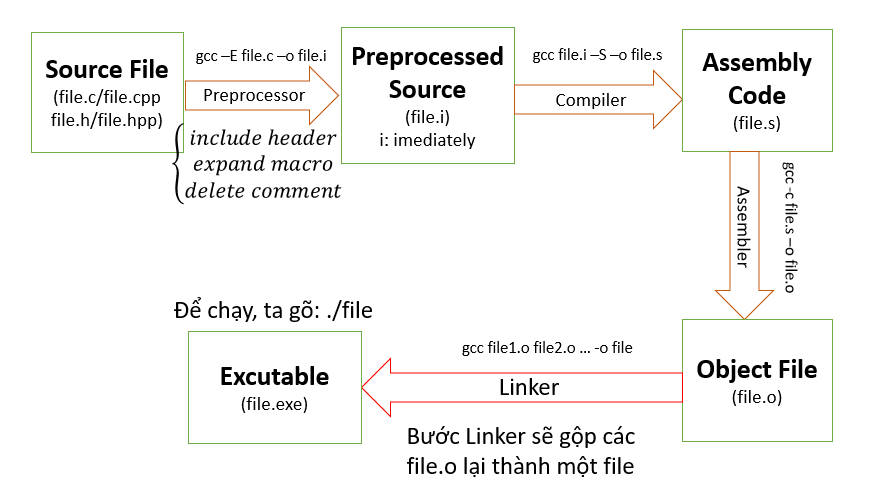 Source File
(file.c/file.cpp
file.h/file.hpp)
gcc –E file.c –o file.i
Preprocessor
include header
expand macro
delete comment
Preprocessed
Source
(file.i)
i: imediately
gcc file.i –S –o file.s
Compiler
Assembly
Code
(file.s)
Assembler
gcc -c file.s –o file.o
Object File
(file.o)
gcc file1.o file2.o ... -o file
Linker
Bước Linker sẽ gộp các
file.o lại thành một file
Để chạy, ta gõ: ./file
Excutable
(file.exe)